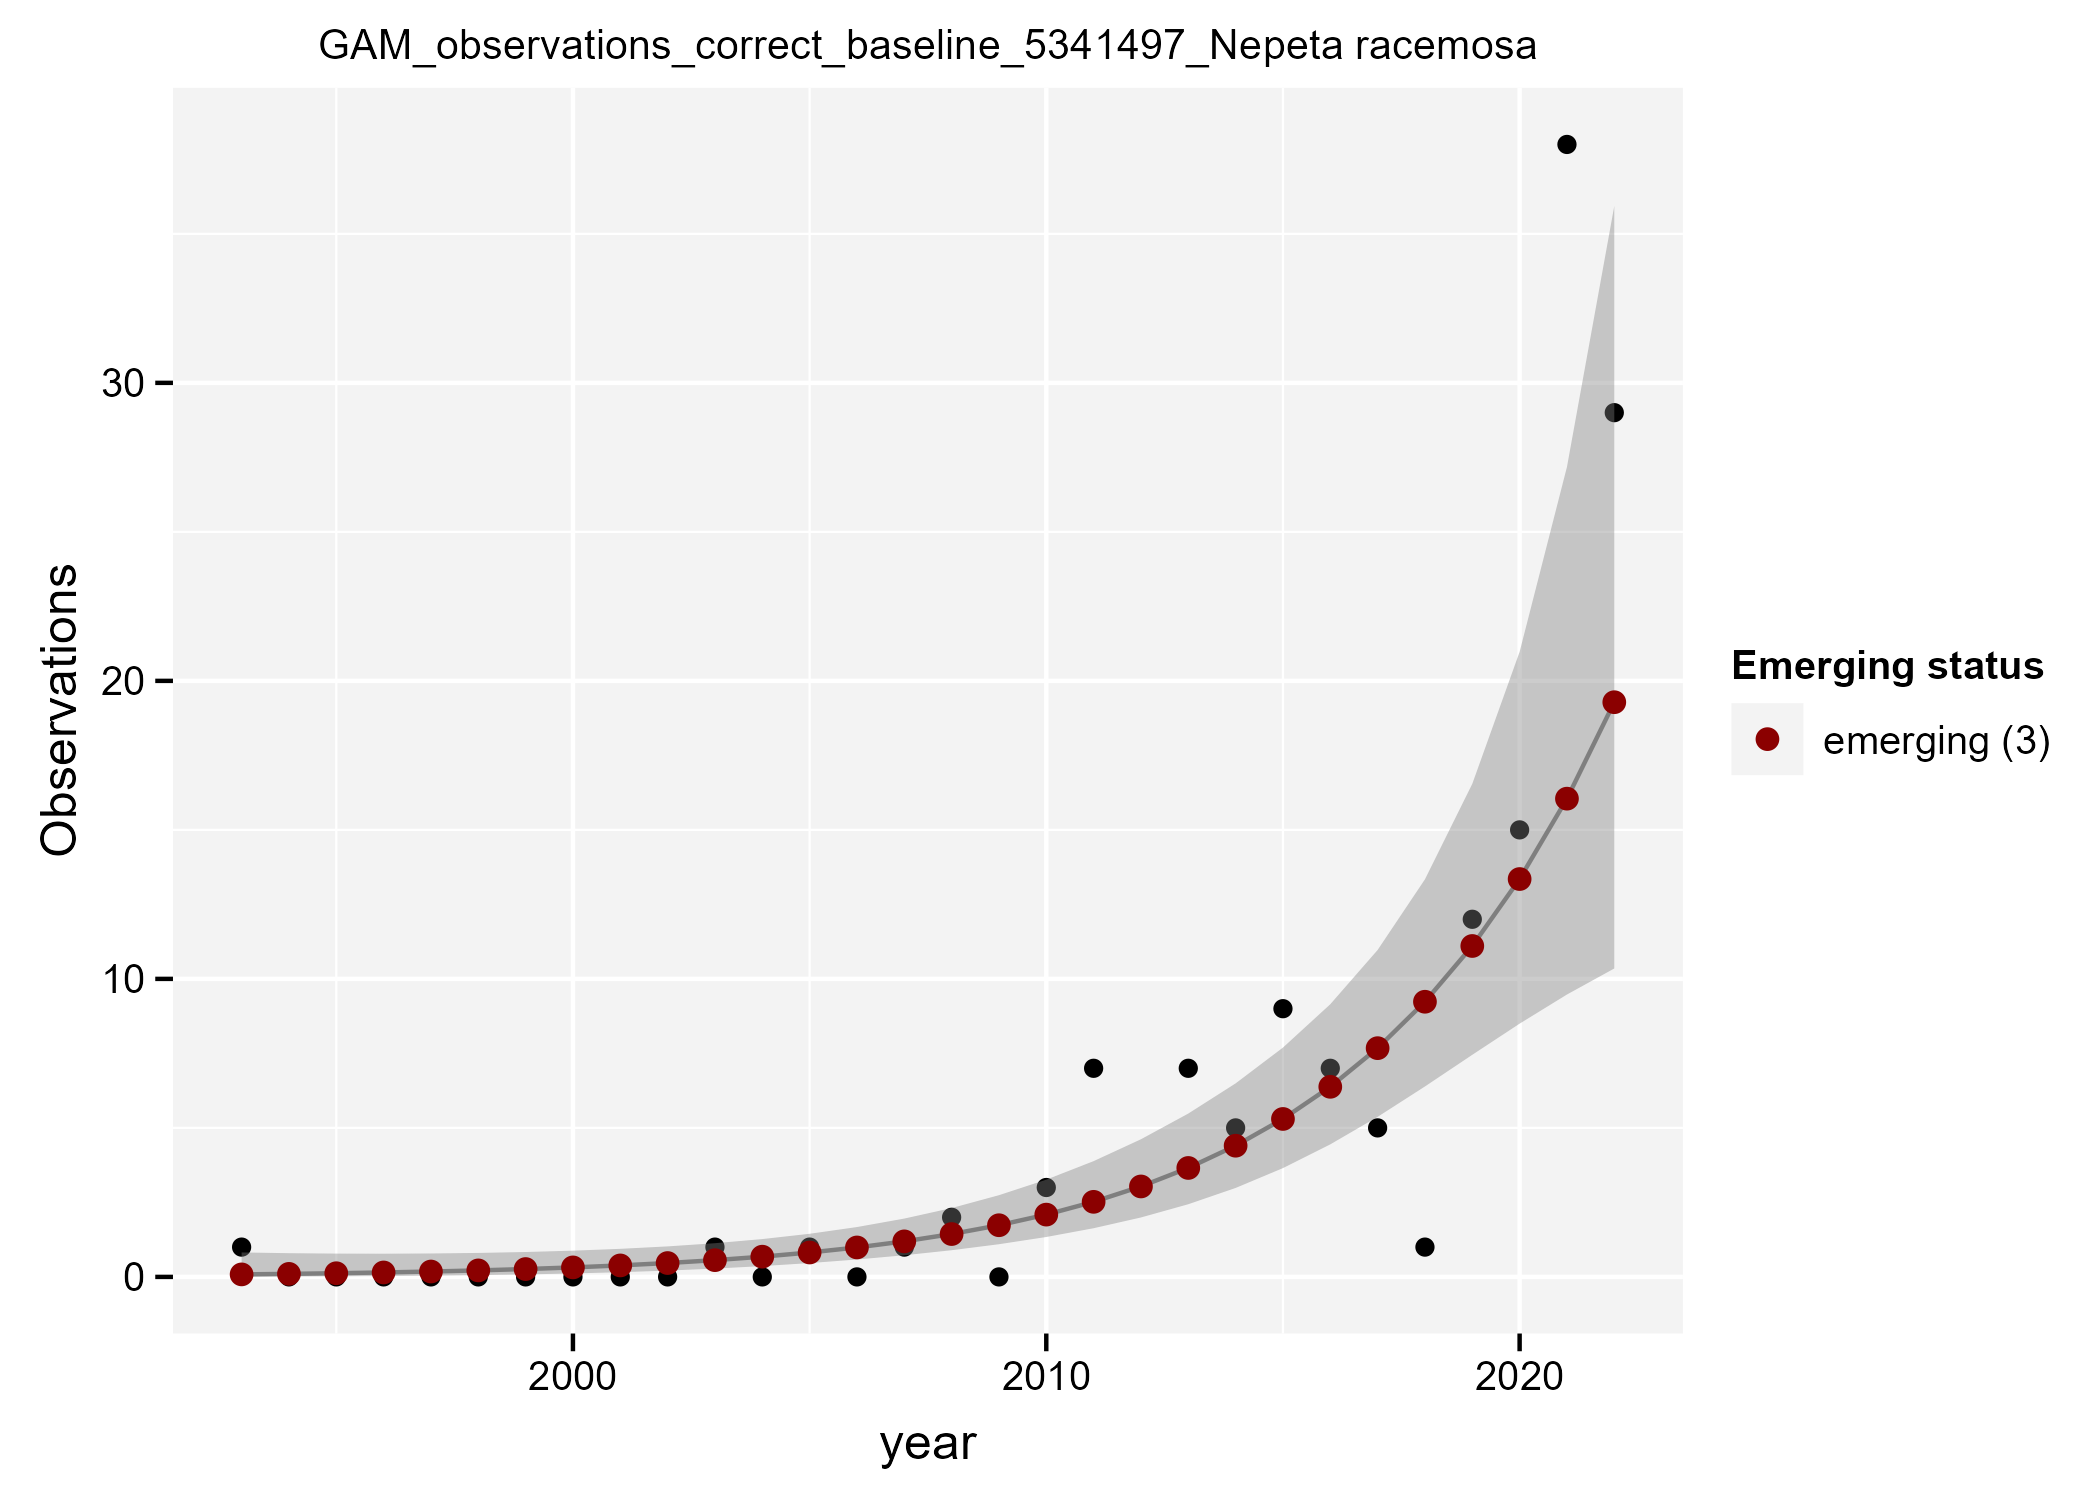 GAM_observations_correct_baseline_5341497_Nepeta racemosa
Observations
30
20
10
0
2000 2010 2020
year
Emerging status
emerging (3)